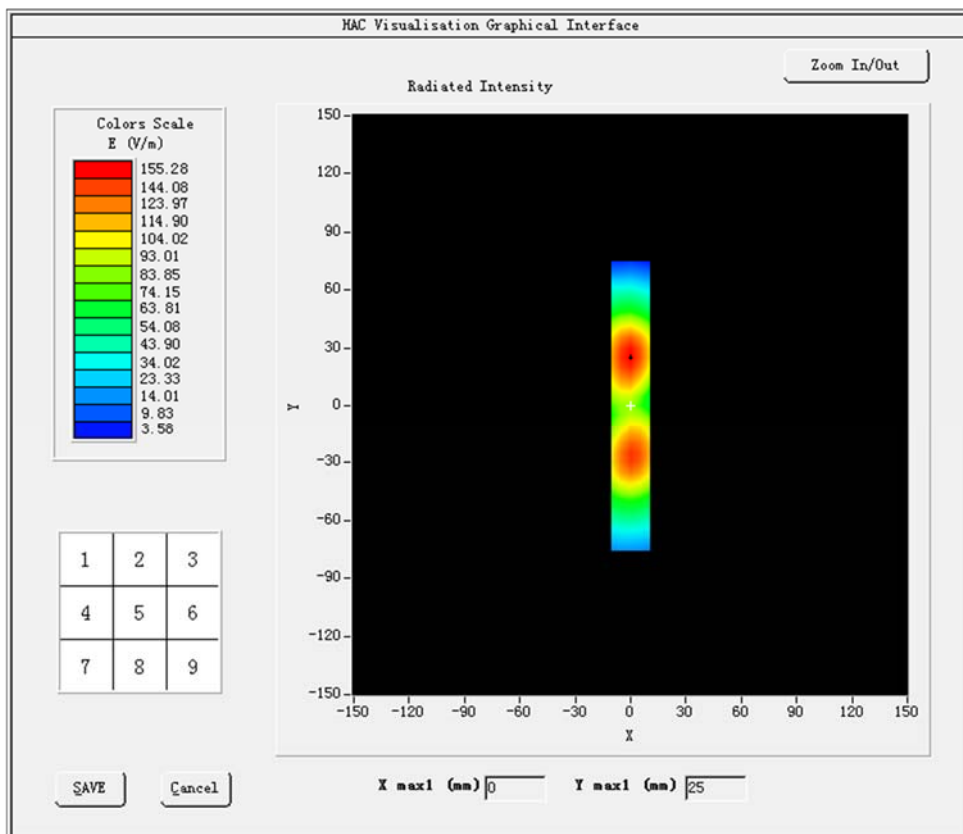 HAC Visualisation Graphical Interface
Zoom In/Out
Radiated Intensity
Colors Scale
E (V/m)
155.28
144.08
123.97
114.90
104.02
93.01
83.85
74.15
63.81
54.08
43.90
34.02
23.33
14.01
9.83
3.58
150
120
90
60
30
0
-30
-60
-90
-120
-150
Y
-150 -120 -90 -60 -30 0 30 60 90 120 150
X
1 2 3
4 5 6
7 8 9
SAVE Cancel
X max1 (mm) 0 Y max1 (mm) 25